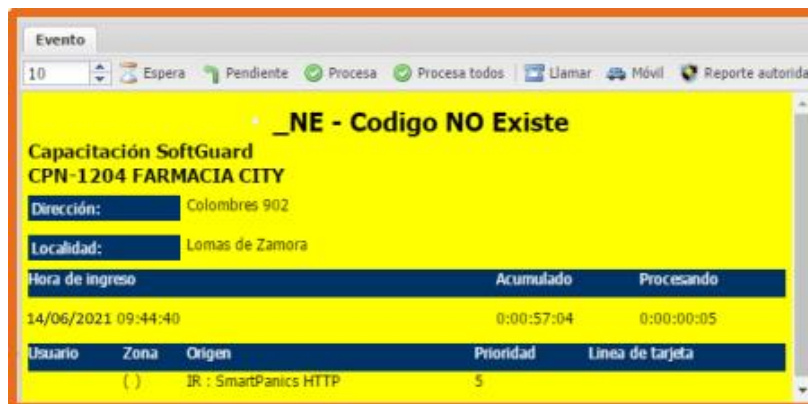 Evento
10 Espera Pendiente Procesa Procesa todos Llamar Móvil Reporte autorida
_NE - Codigo NO Existe
Capacitación SoftGuard
CPN-1204 FARMACIA CITY
Dirección: Colombres 902
Localidad: Lomas de Zamora
Hora de ingreso Acumulado Procesando
14/06/2021 09:44:40 0:00:57:04 0:00:00:05
Usuario Zona Origen Prioridad Linea de tarjeta
( ) IR : SmartPanics HTTP 5